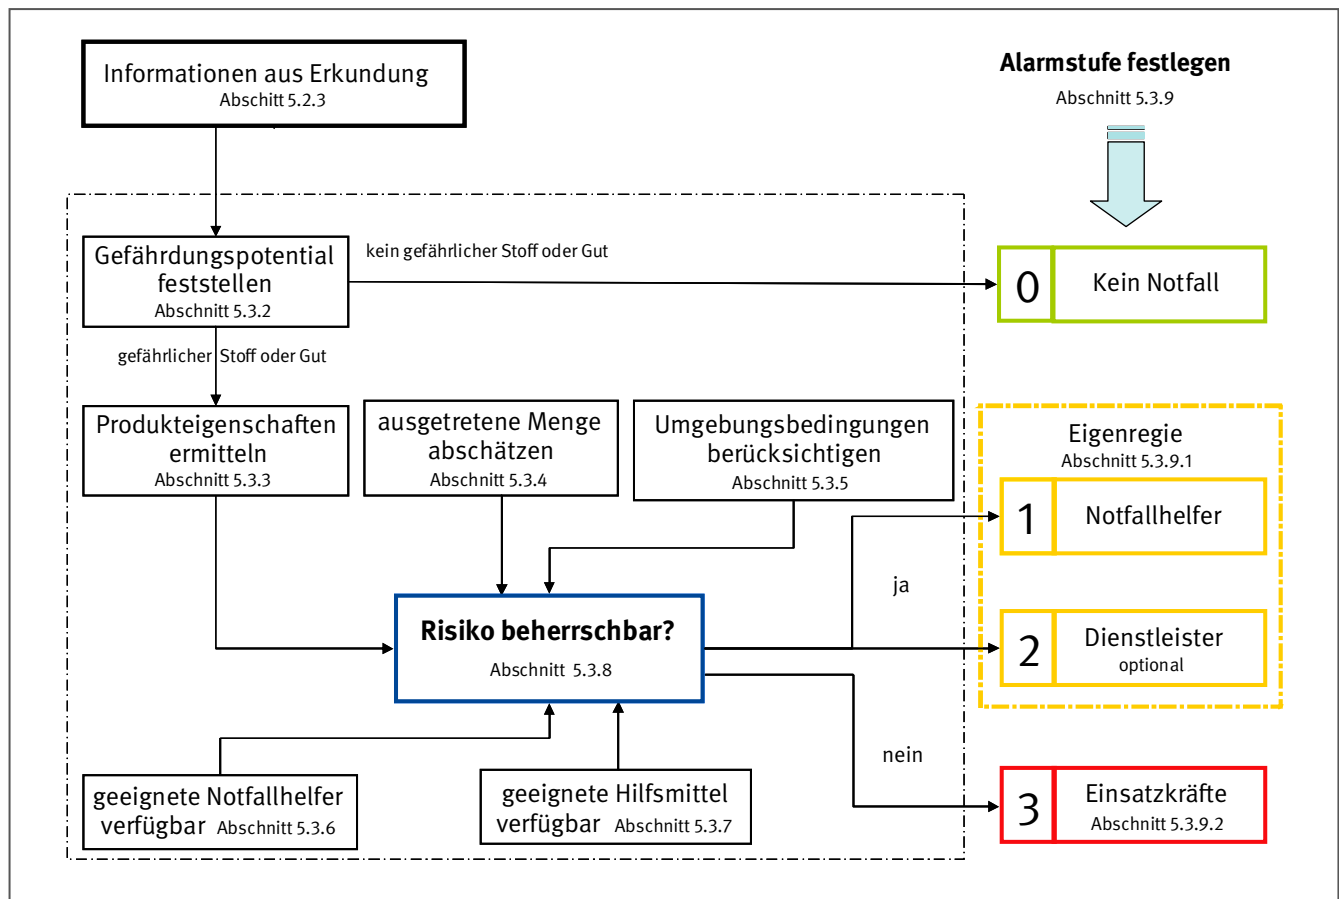 Informationen aus Erkundung
Abschitt 5.2.3
Alarmstufe festlegen
Abschnitt 5.3.9
Gefährdungspotential
feststellen
Abschnitt 5.3.2
kein gefährlicher Stoff oder Gut
0
Kein Notfall
gefährlicher Stoff oder Gut
Produkteigenschaften
ermitteln
Abschnitt 5.3.3
ausgetretene Menge
abschätzen
Abschnitt 5.3.4
Umgebungsbedingungen
berücksichtigen
Abschnitt 5.3.5
Eigenregie
Abschnitt 5.3.9.1
1
Notfallhelfer
ja
Risiko beherrschbar?
Abschnitt 5.3.8
2
Dienstleister
optional
nein
geeignete Notfallhelfer
verfügbar Abschnitt 5.3.6
geeignete Hilfsmittel
verfügbar Abschnitt 5.3.7
3
Einsatzkräfte
Abschnitt 5.3.9.2